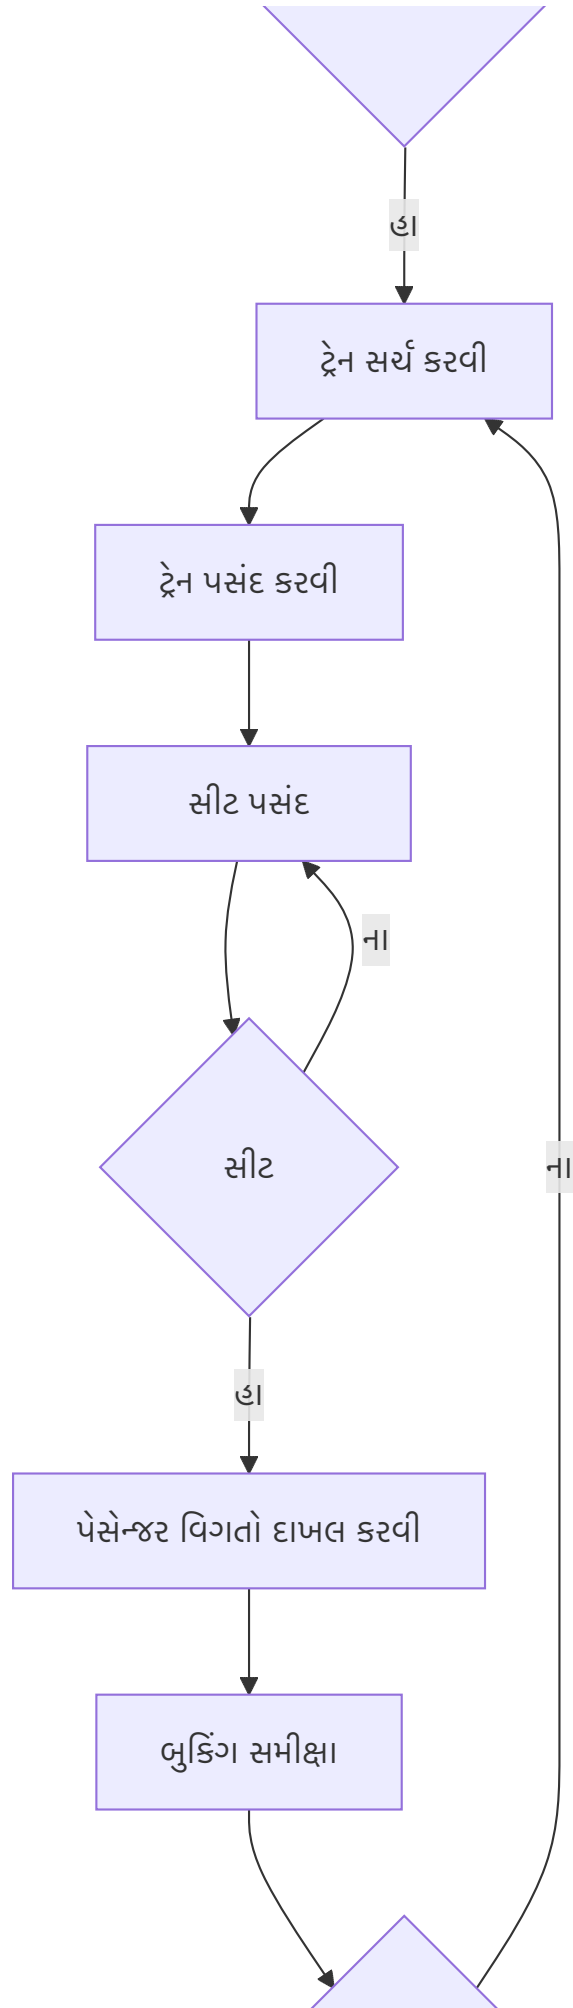 હા
ટ્રેન સર્ચ કરવી
ટ્રેન પસંદ કરવી
સીટ પસંદ
ના
સીટ
ના
હા
પેસેન્જર વિગતો દાખલ કરવી
બુકિંગ સમીક્ષા